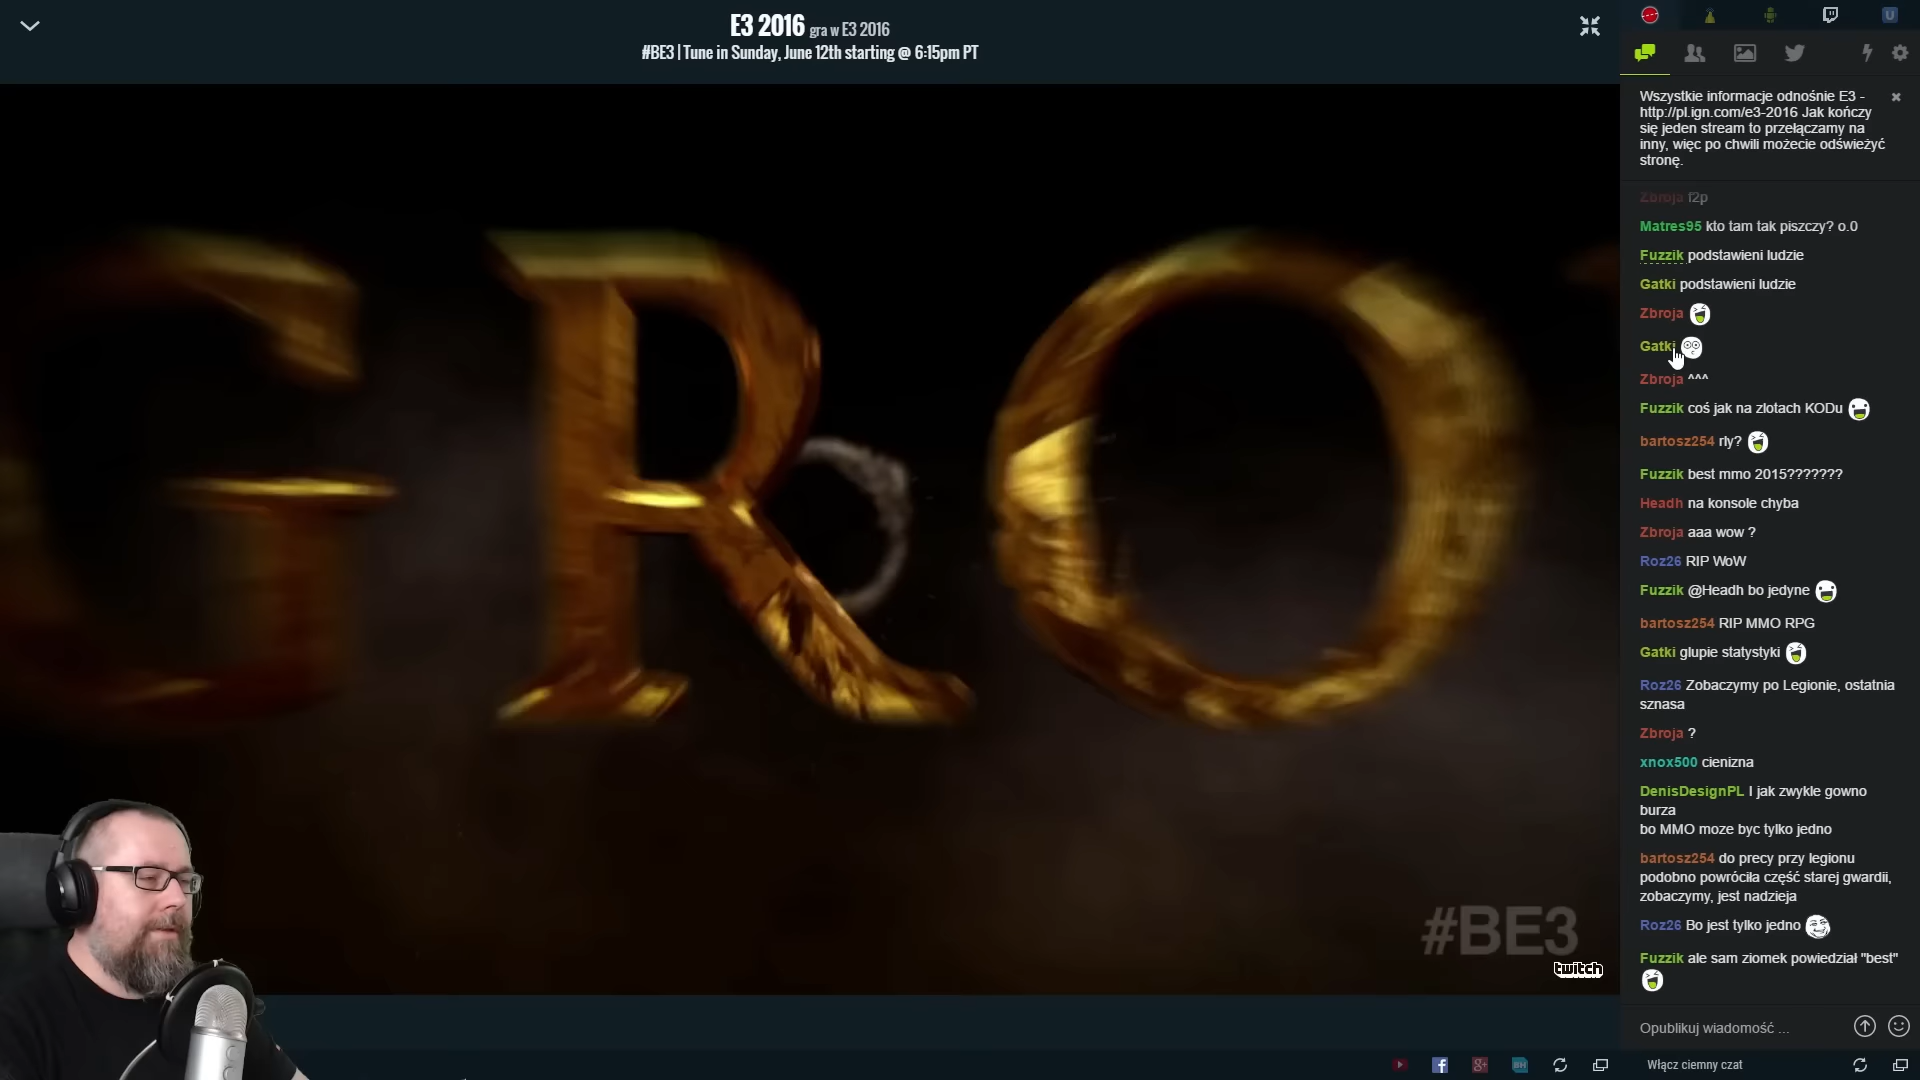 E3 2016 gra w E3 2016
#BE3 | Tune in Sunday, June 12th starting @ 6:15pm PT
GRO
#BE3
twitch
U
Wszystkie informacje odnośnie E3 -
http://pl.ign.com/e3-2016 Jak kończy
się jeden stream to przełączamy na
inny, więc po chwili możecie odświeżyć
stronę.
Zbroja f2p
Matres95 kto tam tak piszczy? o.0
Fuzzik podstawieni ludzie
Gatki podstawieni ludzie
Zbroja
Gatki
Zbroja ^^^
Fuzzik coś jak na zlotach KODu
bartosz254 rly?
Fuzzik best mmo 2015???????
Headh na konsole chyba
Zbroja aaa wow ?
Roz26 RIP WoW
Fuzzik @Headh bo jedyne
bartosz254 RIP MMO RPG
Gatki glupie statystyki
Roz26 Zobaczymy po Legionie, ostatnia
sznasa
Zbroja ?
xnox500 cienizna
DenisDesignPL I jak zwykle gowno
burza
bo MMO moze byc tylko jedno
bartosz254 do precy przy legionu
podobno powróciła część starej gwardii,
zobaczymy, jest nadzieja
Roz26 Bo jest tylko jedno
Fuzzik ale sam ziomek powiedział "best"
Opublikuj wiadomość ...
BH
Włącz ciemny czat